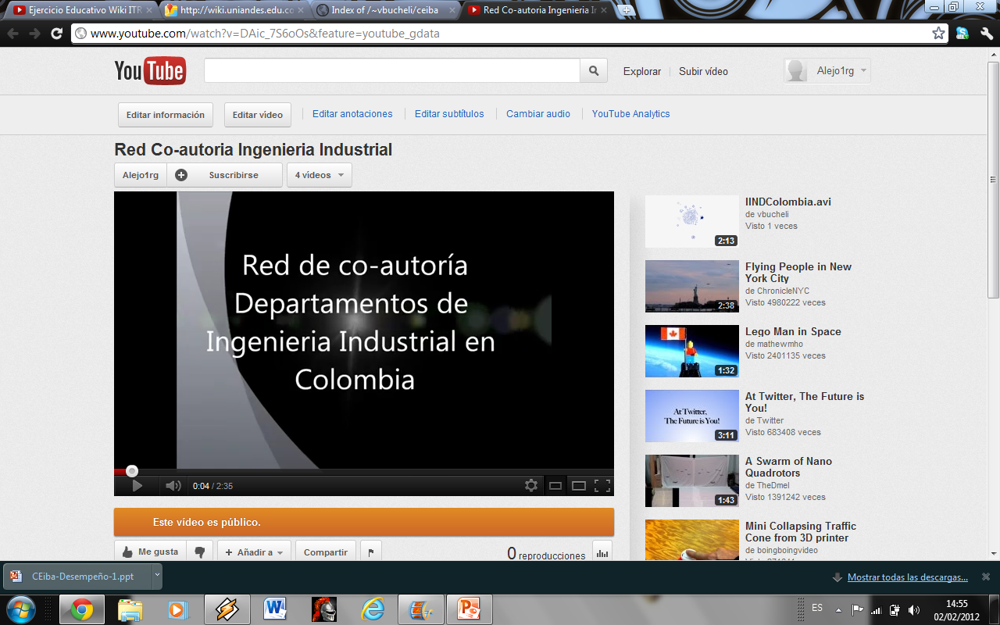 Ejercicio Educativo Wiki ITR
http://wiki.uniandes.edu.co
Index of /~vbucheli/ceiba
Red Co-autoria Ingenieria In
www.youtube.com/watch?v=DAic_7S6oOs&feature=youtube_gdata
YouTube
Explorar
Subir vídeo
Alejo1rg
Editar información
Editar vídeo
Editar anotaciones
Editar subtítulos
Cambiar audio
YouTube Analytics
Red Co-autoria Ingenieria Industrial
Alejo1rg
Suscribirse
4 vídeos
Red de co-autoría
Departamentos de
Ingenieria Industrial en
Colombia
0:04 / 2:35
Este vídeo es público.
Me gusta
Añadir a
Compartir
0 reproducciones
2:13
IINDColombia.avi
de vbucheli
Visto 1 veces
2:38
Flying People in New
York City
de ChronicleNYC
Visto 4980222 veces
1:32
Lego Man in Space
de mathewmho
Visto 2401135 veces
At Twitter,
The Future is You!
3:11
At Twitter, The Future is
You!
de Twitter
Visto 683408 veces
1:43
A Swarm of Nano
Quadrotors
de TheDmel
Visto 1391242 veces
Mini Collapsing Traffic
Cone from 3D printer
de boingboingvideo
CEiba-Desempeño-1.ppt
Mostrar todas las descargas...
ES
14:55
02/02/2012